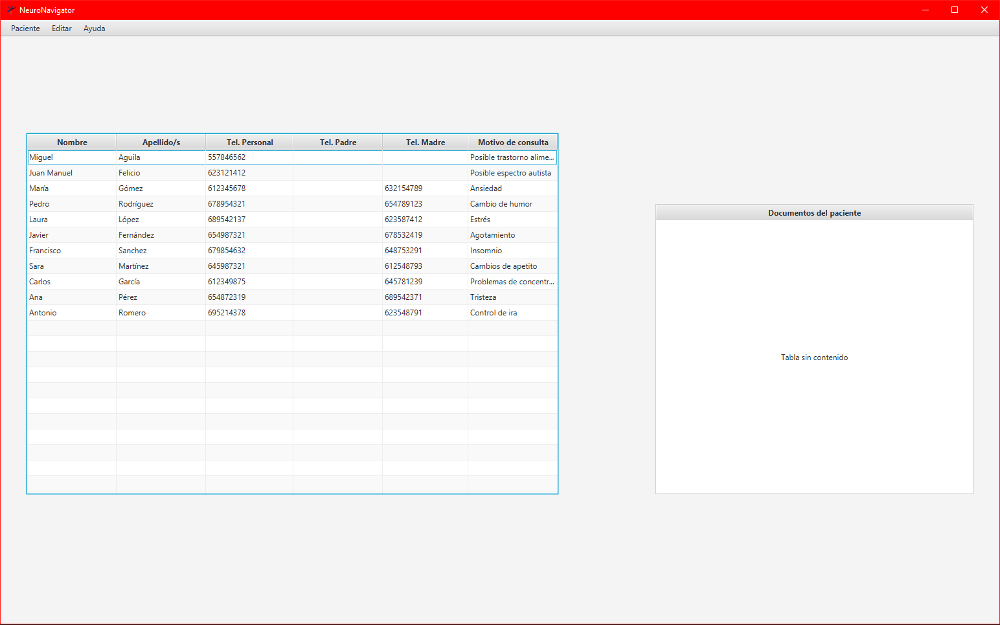 NeuroNavigator
Paciente Editar Ayuda
Nombre Apellido/s Tel. Personal Tel. Padre Tel. Madre Motivo de consulta
Miguel Aguila 557846562 Posible trastorno alime...
Juan Manuel Felicio 623121412 Posible espectro autista
María Gómez 612345678 632154789 Ansiedad
Pedro Rodríguez 678954321 654789123 Cambio de humor
Laura López 689542137 623587412 Estrés
Javier Fernández 654987321 678532419 Agotamiento
Francisco Sanchez 679854632 648753291 Insomnio
Sara Martínez 645987321 612548793 Cambios de apetito
Carlos García 612349875 645781239 Problemas de concentr...
Ana Pérez 654872319 689542371 Tristeza
Antonio Romero 695214378 623548791 Control de ira
Documentos del paciente
Tabla sin contenido